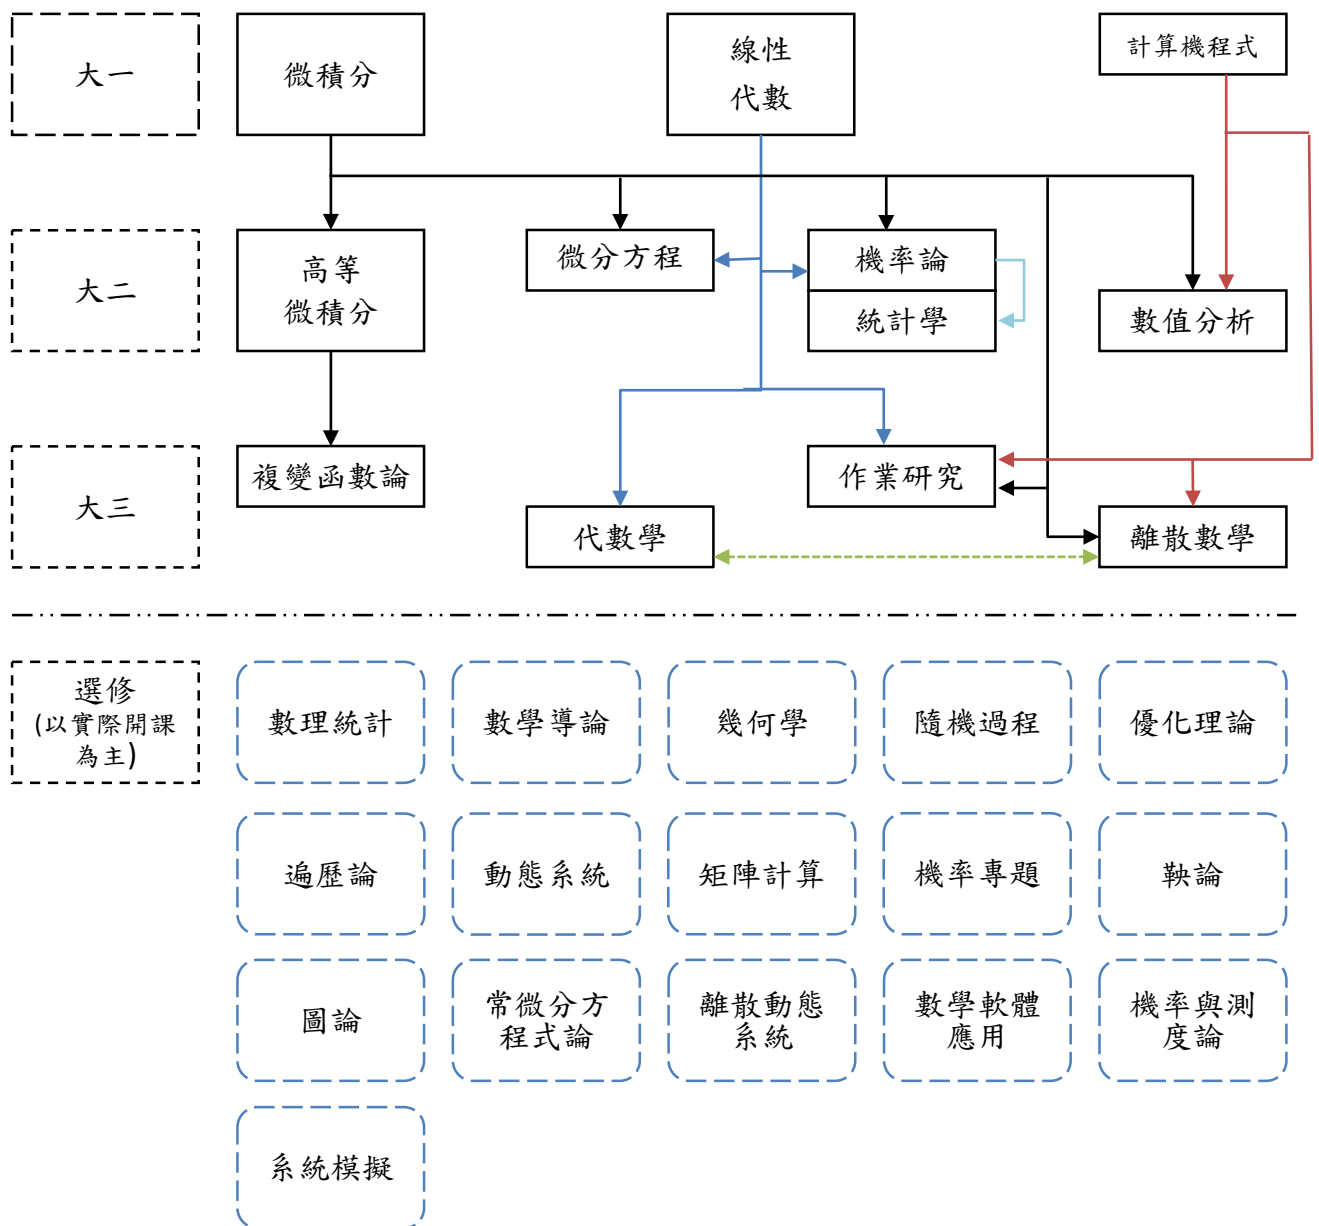 大一
微積分
線性
代數
計算機程式
大二
高等
微積分
微分方程
機率論
統計學
數值分析
大三
複變函數論
代數學
作業研究
離散數學
選修
(以實際開課
為主)
數理統計
數學導論
幾何學
隨機過程
優化理論
遍歷論
動態系統
矩陣計算
機率專題
鞅論
圖論
常微分方
程式論
離散動態
系統
數學軟體
應用
機率與測
度論
系統模擬